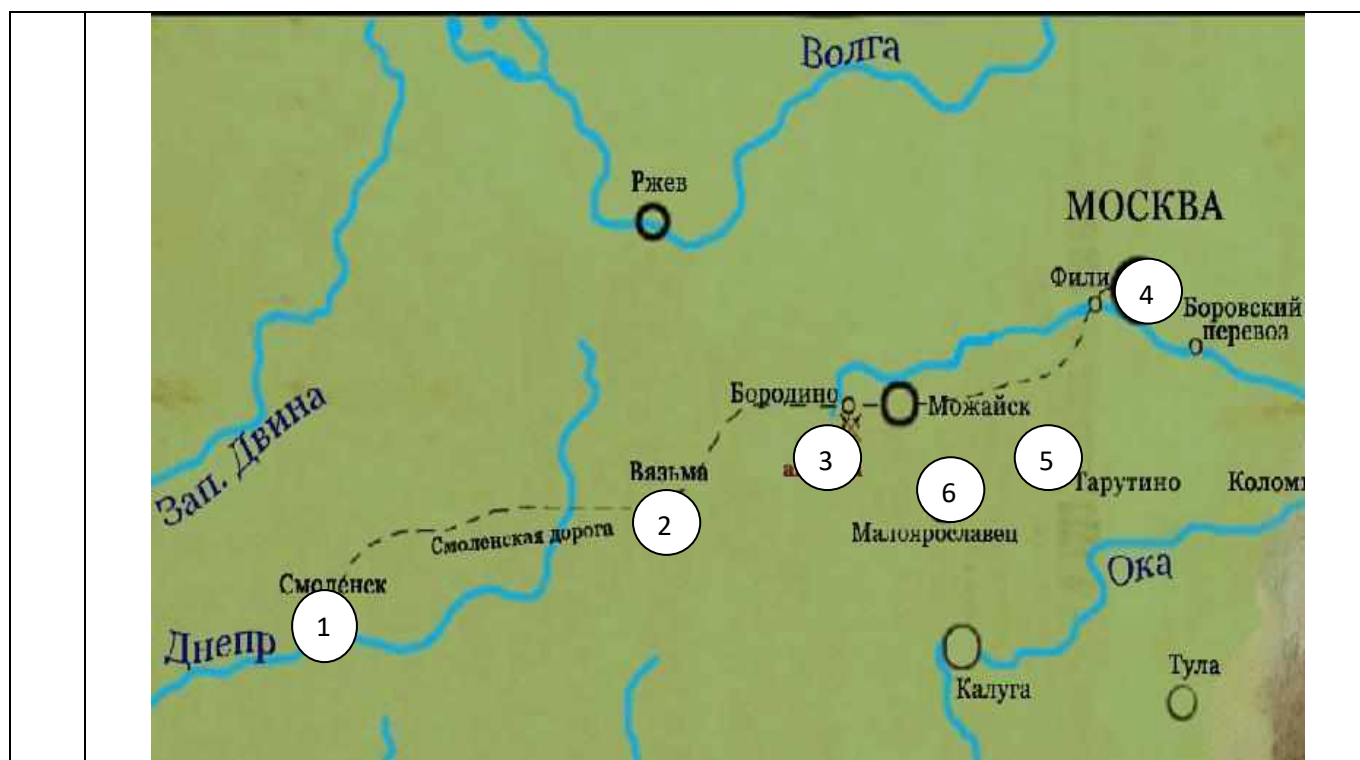 Волга
Ржев
МОСКВА
Фили
4
Боровский
перевоз
Бородино
Можайск
Зап. Двина
3
5
Вязьма
6
Тарутино
2
Смоленская дорога
Малоярославец
Ока
Смоленск
1
Днепр
Калуга
Тула